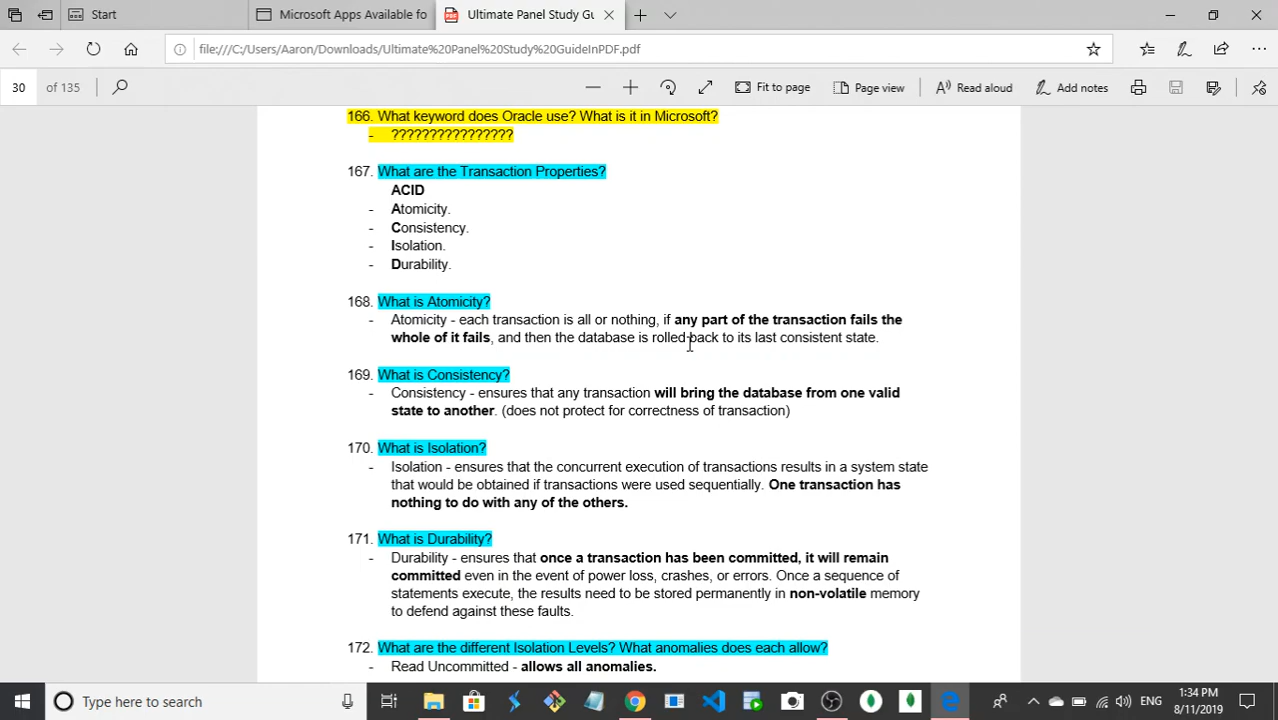 Start
Microsoft Apps Available fo
Ultimate Panel Study Gu
file:///C:/Users/Aaron/Downloads/Ultimate%20Panel%20Study%20GuideInPDF.pdf
30 of 135
Fit to page
Page view
Read aloud
Add notes
166. What keyword does Oracle use? What is it in Microsoft?
- ????????????????
167. What are the Transaction Properties?
ACID
- Atomicity.
- Consistency.
- Isolation.
- Durability.
168. What is Atomicity?
- Atomicity - each transaction is all or nothing, if any part of the transaction fails the
whole of it fails, and then the database is rolled back to its last consistent state.
169. What is Consistency?
- Consistency - ensures that any transaction will bring the database from one valid
state to another. (does not protect for correctness of transaction)
170. What is Isolation?
- Isolation - ensures that the concurrent execution of transactions results in a system state
that would be obtained if transactions were used sequentially. One transaction has
nothing to do with any of the others.
171. What is Durability?
- Durability - ensures that once a transaction has been committed, it will remain
committed even in the event of power loss, crashes, or errors. Once a sequence of
statements execute, the results need to be stored permanently in non-volatile memory
to defend against these faults.
172. What are the different Isolation Levels? What anomalies does each allow?
- Read Uncommitted - allows all anomalies.
Type here to search
ENG
1:34 PM
8/11/2019